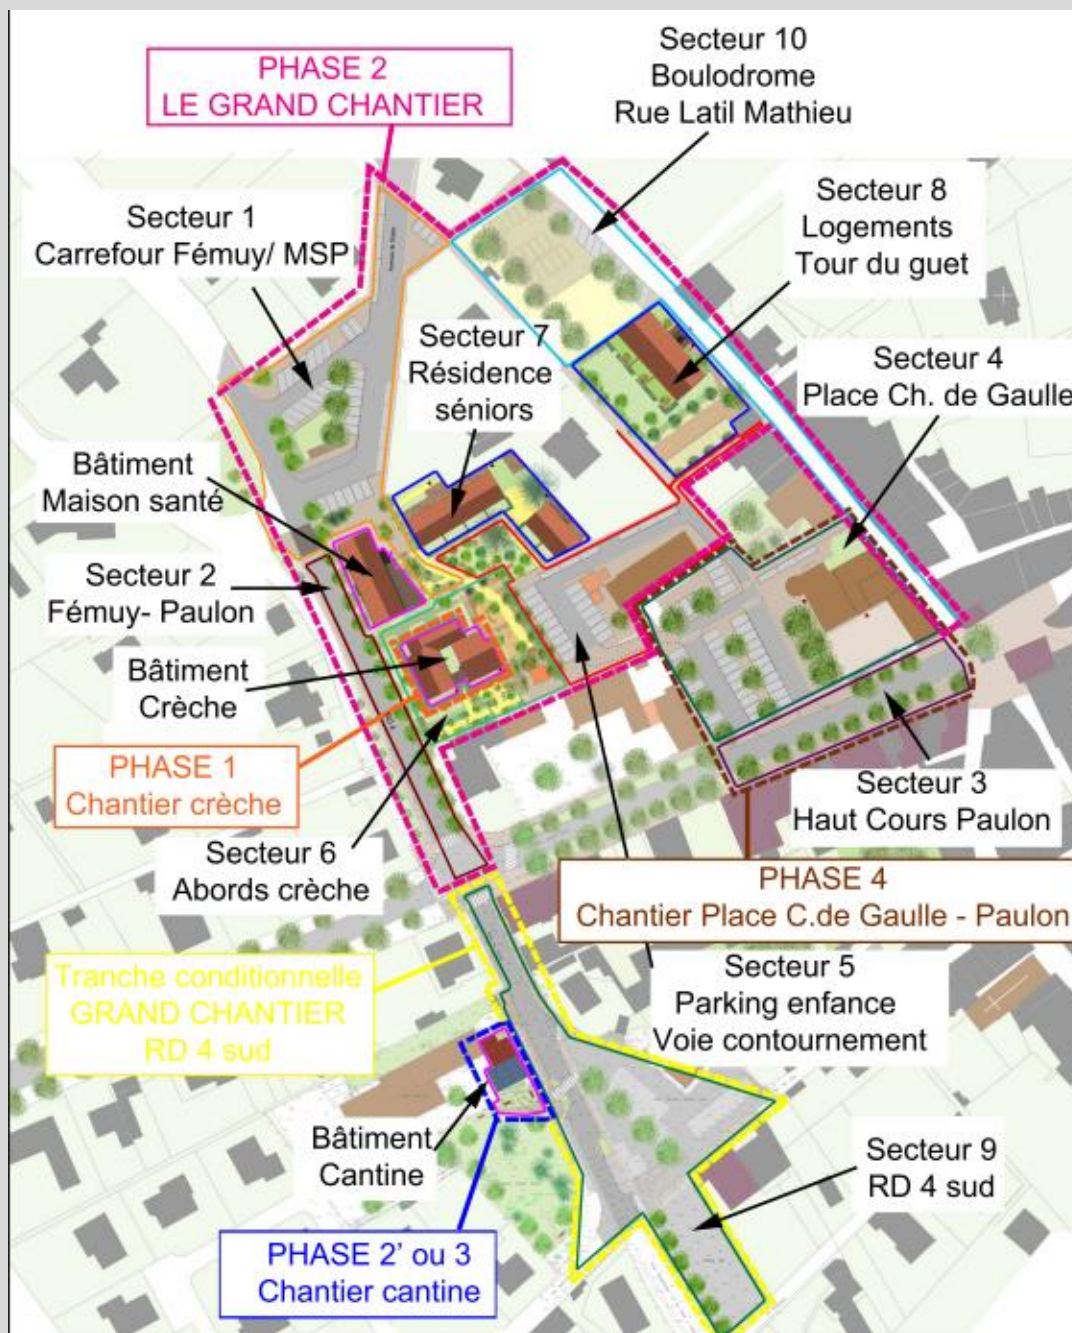 PHASE 2
LE GRAND CHANTIER
Secteur 10
Boulodrome
Rue Latil Mathieu
Secteur 1
Carrefour Fémuy/ MSP
Secteur 8
Logements
Tour du guet
Secteur 7
Résidence
séniors
Secteur 4
Place Ch. de Gaulle
Bâtiment
Maison santé
Secteur 2
Fémuy- Paulon
Bâtiment
Crèche
PHASE 1
Chantier crèche
Secteur 3
Haut Cours Paulon
Secteur 6
Abords crèche
PHASE 4
Chantier Place C.de Gaulle - Paulon
Tranche conditionnelle
GRAND CHANTIER
RD 4 sud
Secteur 5
Parking enfance
Voie contournement
Bâtiment
Cantine
Secteur 9
RD 4 sud
PHASE 2' ou 3
Chantier cantine